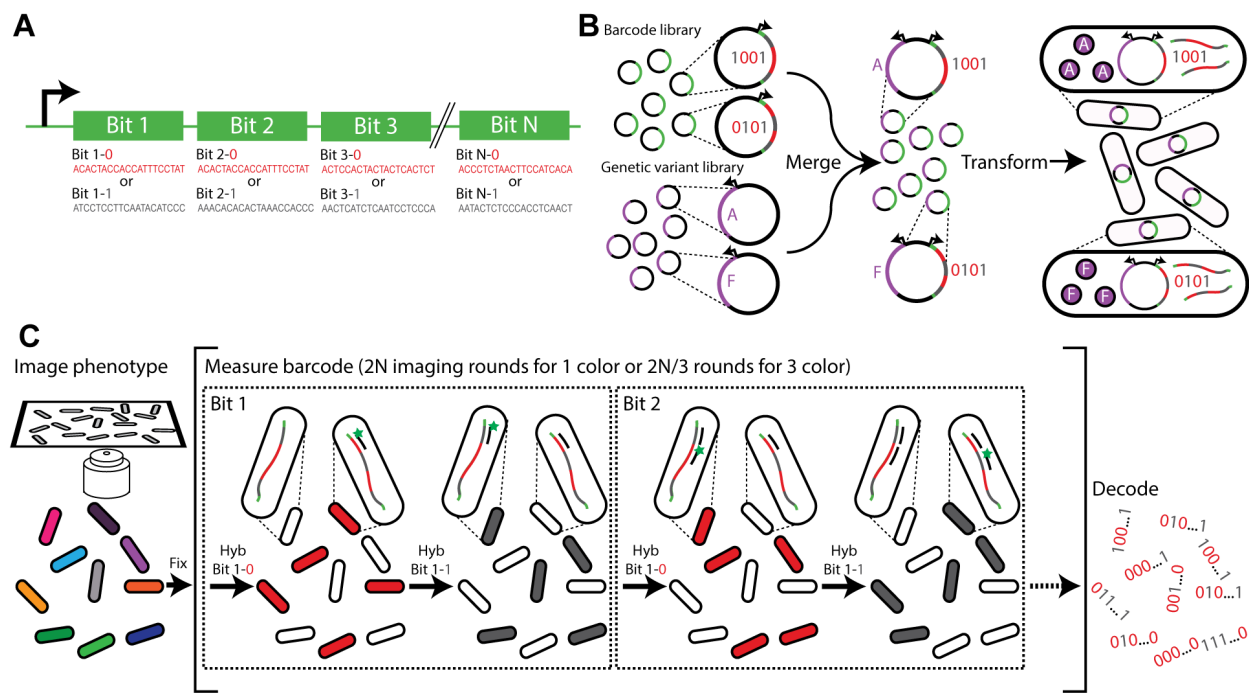 A
Bit 1
Bit 2
Bit 3
Bit N
Bit 1-0
Bit 2-0
Bit 3-0
Bit N-0
ACACTACCACCATTTCCTAT
ACACTACCACCATTTCCTAT
ACTCCACTACTACTCACTCT
ACCCTCTAACTTCCATCACA
or
or
or
or
Bit 1-1
Bit 2-1
Bit 3-1
Bit N-1
ATCCTCCTTCAATACATCCC
AAACACACACTAAACCACCC
AACTCATCTCAATCCTCCCA
AATACTCTCCCACCTCAACT
B
Barcode library
1001
0101
Genetic variant library
A
F
Merge
A
1001
F
0101
Transform
A
A
A
1001
F
F
F
0101
C
Image phenotype
Fix
Measure barcode (2N imaging rounds for 1 color or 2N/3 rounds for 3 color)
Bit 1
Hyb
Bit 1-0
Hyb
Bit 1-1
Bit 2
Hyb
Bit 1-0
Hyb
Bit 1-1
Decode
100...1
010...1
000...1
100...1
011...1
001...0
010...1
010...0
000...0
111...0